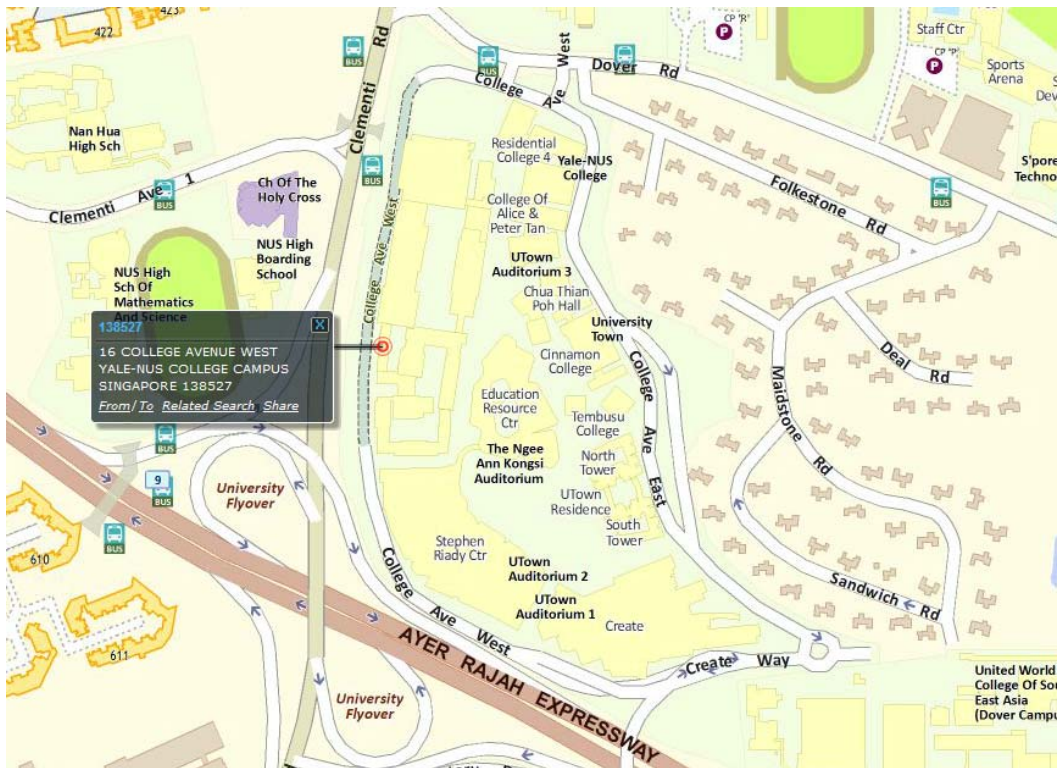 423
422
Clementi Rd
BUS
BUS
BUS
College Ave West
Dover Rd
CP 'R'
P
Staff Ctr
CP 'P'
P
Sports
Arena
Nan Hua
High Sch
Clementi Ave 1
BUS
BUS
BUS
Ch Of The
Holy Cross
NUS High
Boarding
School
NUS High
Sch Of
Mathematics
And Science
College Ave West
Residential
College 4
Yale-NUS
College
College Of
Alice &
Peter Tan
UTown
Auditorium 3
Chua Thian
Poh Hall
University
Town
Cinnamon
College
Folkestone Rd
S'pore
Deal Rd
Maidstone Rd
138527
X
16 COLLEGE AVENUE WEST
YALE-NUS COLLEGE CAMPUS
SINGAPORE 138527
From/To Related Search Share
Education
Resource
Ctr
Tembusu
College
College Ave East
The Ngee
Ann Kongsi
Auditorium
North
Tower
UTown
Residence
South
Tower
BUS
9
BUS
BUS
University
Flyover
610
611
Stephen
Riady Ctr
UTown
Auditorium 2
UTown
Auditorium 1
Create
College Ave West
Sandwich Rd
AYER RAJAH EXPRESSWAY
Create Way
University
Flyover
United World
College Of
East Asia
(Dover